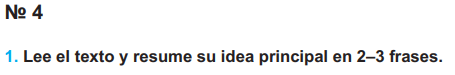 № 4
1. Lee el texto y resume su idea principal en 2–3 frases.